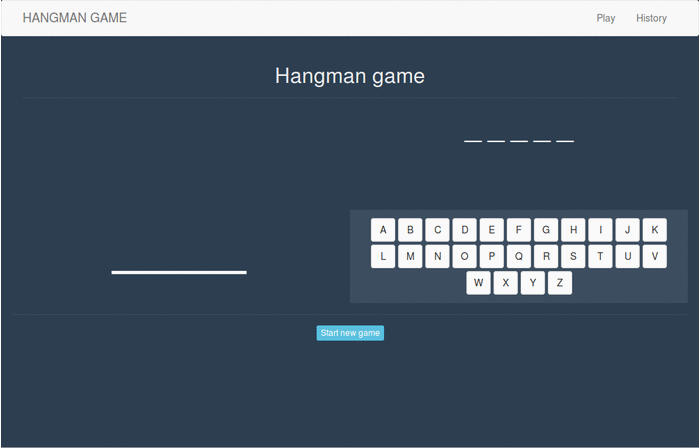 HANGMAN GAME Play History
Hangman game
_ _ _ _ _
A B C D E F G H I J K
L M N O P Q R S T U V
W X Y Z
Start new game